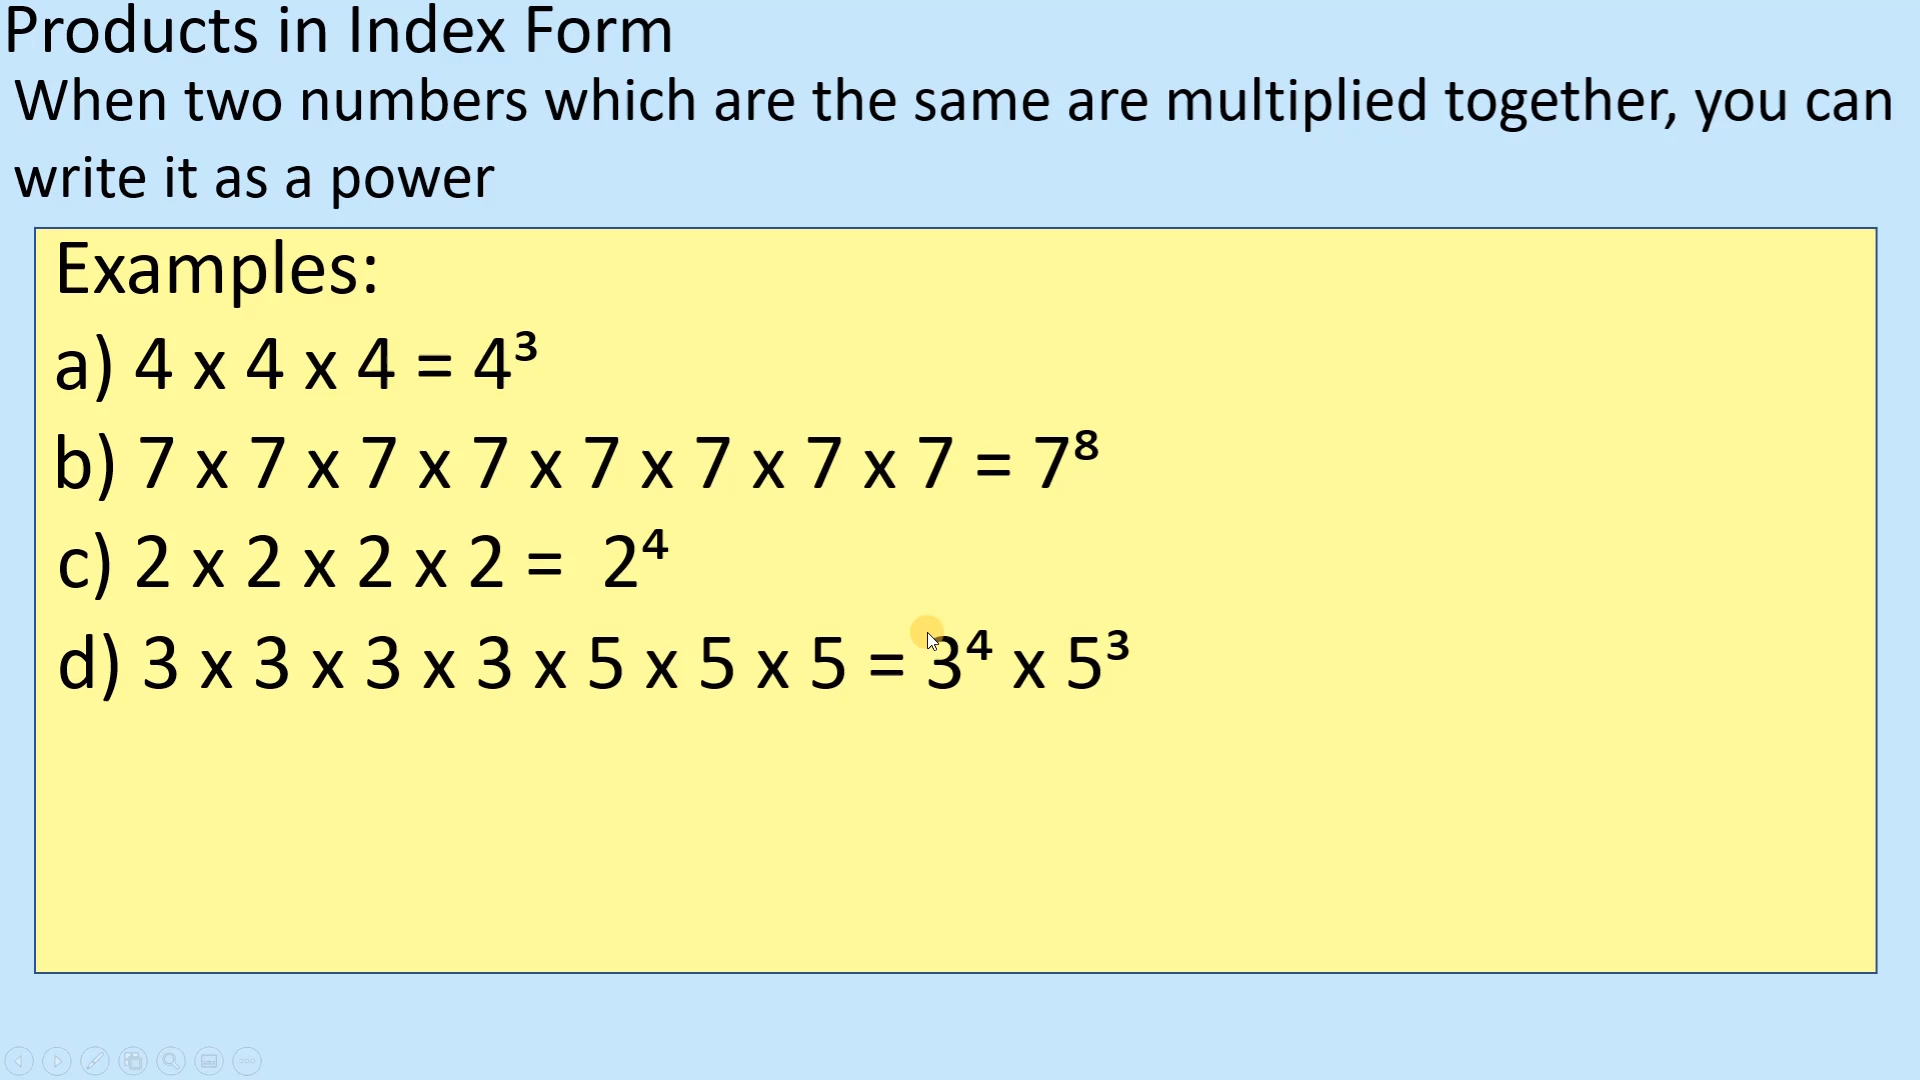 Products in Index Form
When two numbers which are the same are multiplied together, you can
write it as a power
Examples:
a) 4 x 4 x 4 = 4³
b) 7 x 7 x 7 x 7 x 7 x 7 x 7 x 7 = 7⁸
c) 2 x 2 x 2 x 2 =  2⁴
d) 3 x 3 x 3 x 3 x 5 x 5 x 5 = 3⁴ x 5³